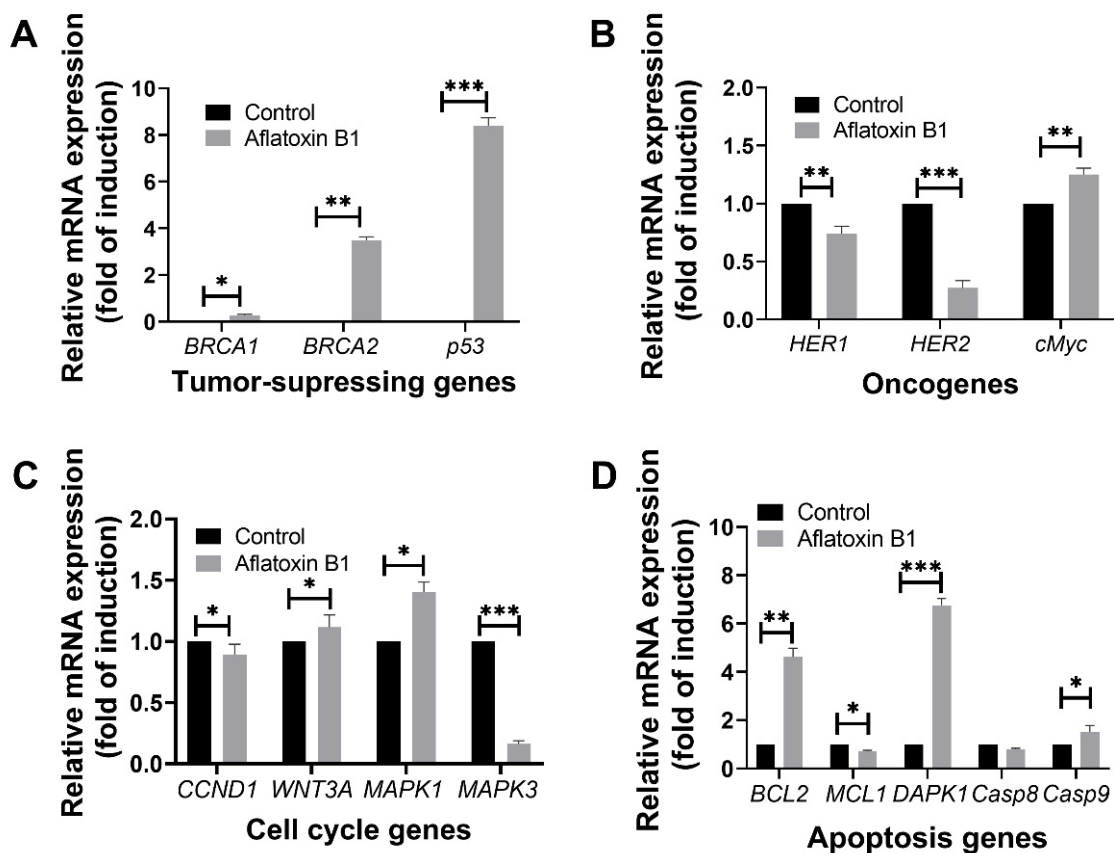 A
Relative mRNA expression
(fold of induction)
10
8
6
4
2
0
Control
Aflatoxin B1
*
**
***
BRCA1 BRCA2 p53
Tumor-supressing genes
B
Relative mRNA expression
(fold of induction)
2.0
1.5
1.0
0.5
0.0
Control
Aflatoxin B1
**
***
**
HER1 HER2 cMyc
Oncogenes
C
Relative mRNA expression
(fold of induction)
2.0
1.5
1.0
0.5
0.0
Control
Aflatoxin B1
*
*
*
***
CCND1 WNT3A MAPK1 MAPK3
Cell cycle genes
D
Relative mRNA expression
(fold of induction)
10
8
6
4
2
0
Control
Aflatoxin B1
**
*
***
*
BCL2 MCL1 DAPK1 Casp8 Casp9
Apoptosis genes